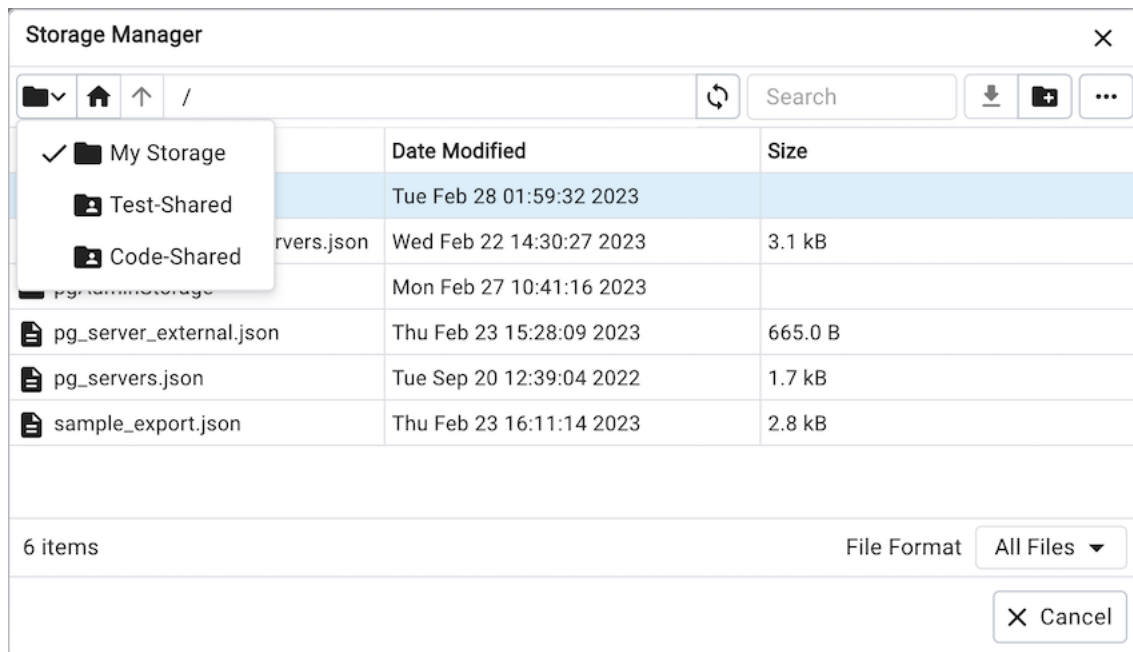 Storage Manager
/
Search
My Storage
Date Modified
Size
Test-Shared
Tue Feb 28 01:59:32 2023
Code-Shared
rvers.json
Wed Feb 22 14:30:27 2023
3.1 kB
pgAdminStorage
Mon Feb 27 10:41:16 2023
pg_server_external.json
Thu Feb 23 15:28:09 2023
665.0 B
pg_servers.json
Tue Sep 20 12:39:04 2022
1.7 kB
sample_export.json
Thu Feb 23 16:11:14 2023
2.8 kB
6 items
File Format
All Files
Cancel